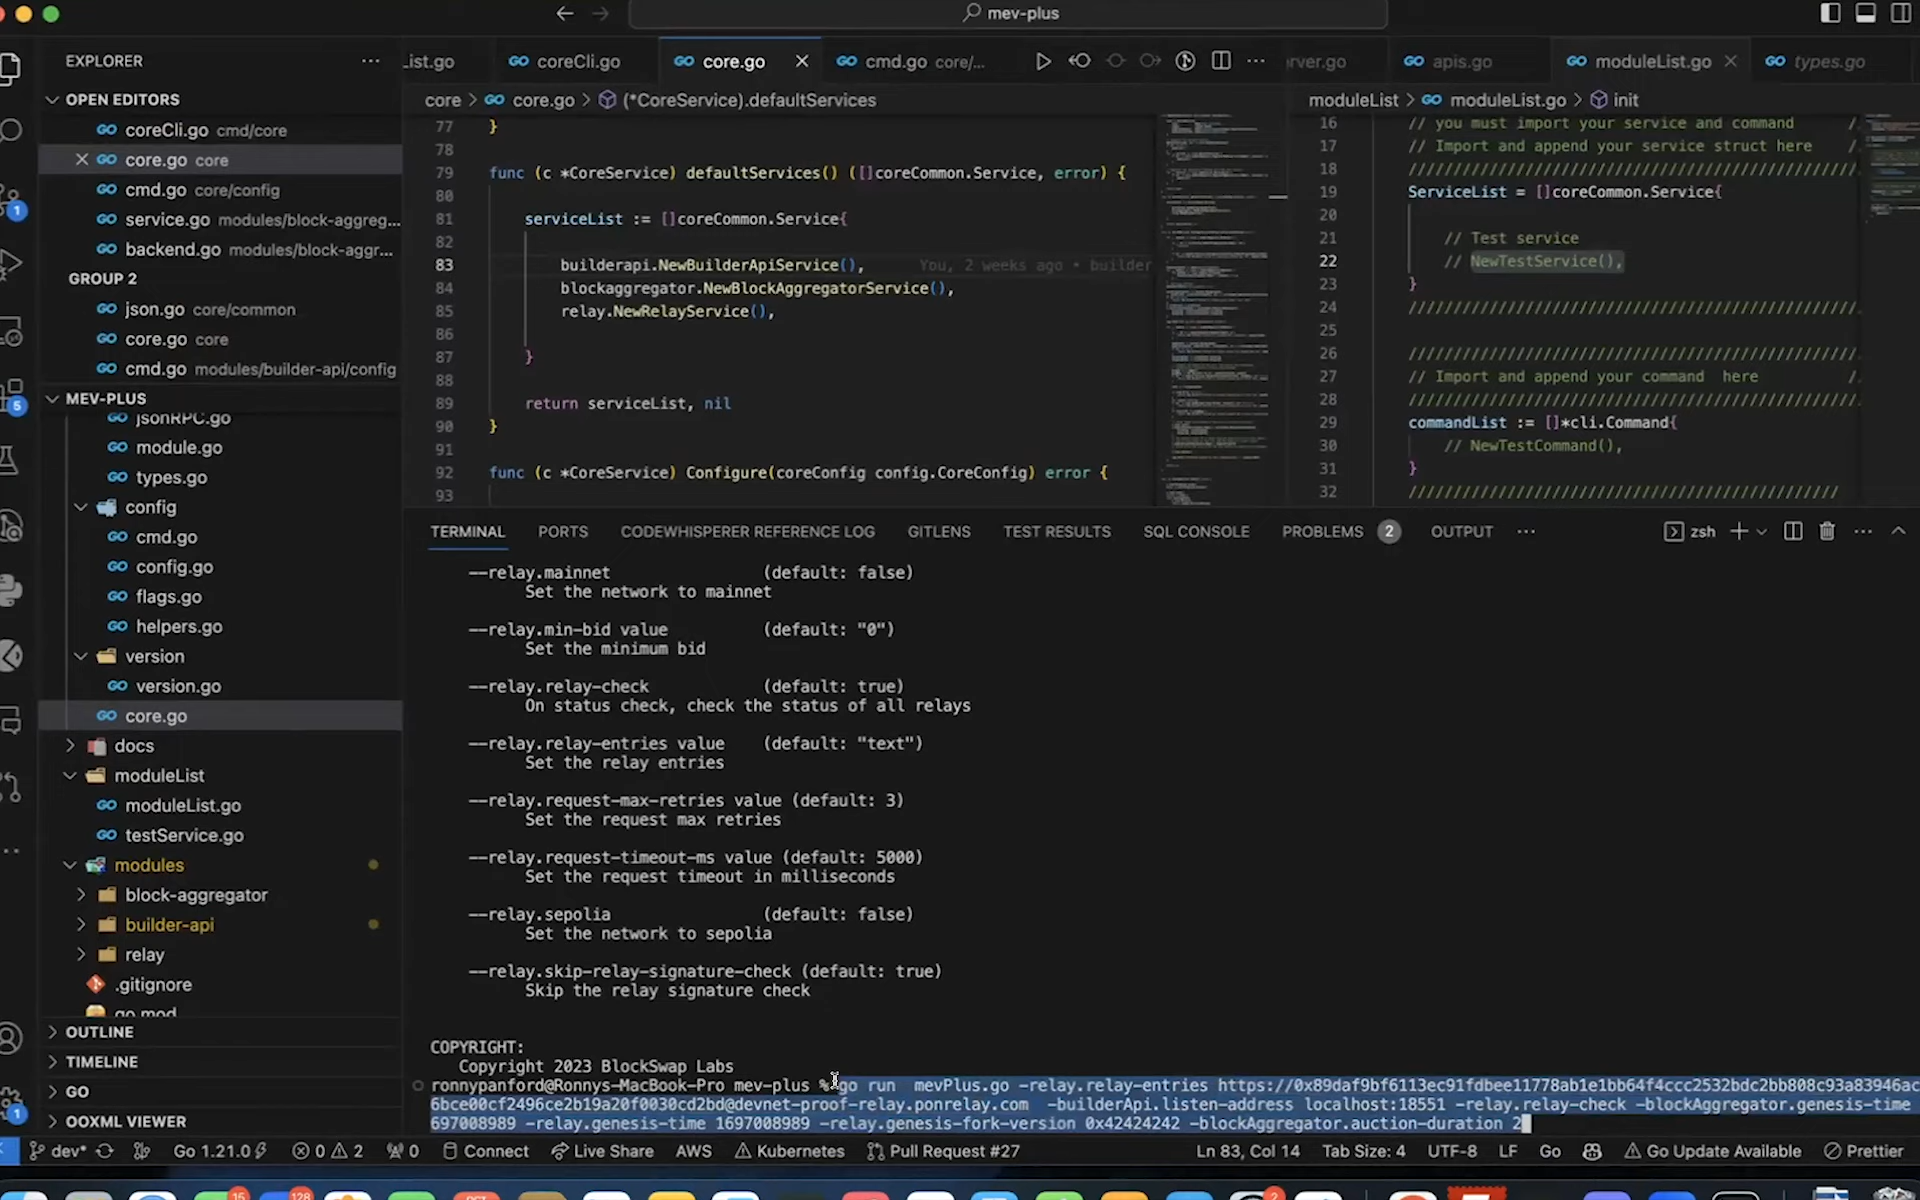 mev-plus
EXPLORER
List.go
coreCli.go
core.go
cmd.go core/...
apis.go
moduleList.go
types.go
OPEN EDITORS
coreCli.go cmd/core
core.go core
cmd.go core/config
service.go modules/block-aggreg...
backend.go modules/block-aggr...
GROUP 2
json.go core/common
core.go core
cmd.go modules/builder-api/config
MEV-PLUS
jsonRPC.go
module.go
types.go
config
cmd.go
config.go
flags.go
helpers.go
version
version.go
core.go
docs
moduleList
moduleList.go
testService.go
modules
block-aggregator
builder-api
relay
.gitignore
go.mod
OUTLINE
TIMELINE
GO
OOXML VIEWER
core > core.go > (*CoreService).defaultServices
77 }
78
79 func (c *CoreService) defaultServices() ([]coreCommon.Service, error) {
80
81 serviceList := []coreCommon.Service{
82
83 builderapi.NewBuilderApiService(), You, 2 weeks ago • builder
84 blockaggregator.NewBlockAggregatorService(),
85 relay.NewRelayService(),
86
87 }
88
89 return serviceList, nil
90 }
91
92 func (c *CoreService) Configure(coreConfig config.CoreConfig) error {
93
moduleList > moduleList.go > init
16 // you must import your service and command //
17 // Import and append your service struct here //
18 //////////////////////////////////////
19 ServiceList = []coreCommon.Service{
20
21 // Test service
22 // NewTestService(),
23 }
24 //////////////////////////////////////
25
26 //////////////////////////////////////
27 // Import and append your command here //
28 //////////////////////////////////////
29 commandList := []*cli.Command{
30 // NewTestCommand(),
31 }
32 ////////////////////////////////////
TERMINAL PORTS CODEWHISPERER REFERENCE LOG GITLENS TEST RESULTS SQL CONSOLE PROBLEMS 2 OUTPUT
zsh
--relay.mainnet (default: false)
Set the network to mainnet
--relay.min-bid value (default: "0")
Set the minimum bid
--relay.relay-check (default: true)
On status check, check the status of all relays
--relay.relay-entries value (default: "text")
Set the relay entries
--relay.request-max-retries value (default: 3)
Set the request max retries
--relay.request-timeout-ms value (default: 5000)
Set the request timeout in milliseconds
--relay.sepolia (default: false)
Set the network to sepolia
--relay.skip-relay-signature-check (default: true)
Skip the relay signature check
COPYRIGHT:
Copyright 2023 BlockSwap Labs
ronnypanford@Ronnys-MacBook-Pro mev-plus % go run mevPlus.go -relay.relay-entries https://0x89daf9bf6113ec91fdbee11778ab1e1bb64f4ccc2532bdc2bb808c93a83946ac
6bce00cf2496ce2b19a20f0030cd2bd@devnet-proof-relay.ponrelay.com -builderApi.listen-address localhost:18551 -relay.relay-check -blockAggregator.genesis-time
697008989 -relay.genesis-time 1697008989 -relay.genesis-fork-version 0x42424242 -blockAggregator.auction-duration 2
dev* Go 1.21.0 0 2 0 Connect Live Share AWS Kubernetes Pull Request #27 Ln 83, Col 14 Tab Size: 4 UTF-8 LF Go Go Update Available Prettier
1
5
1
15
128
2